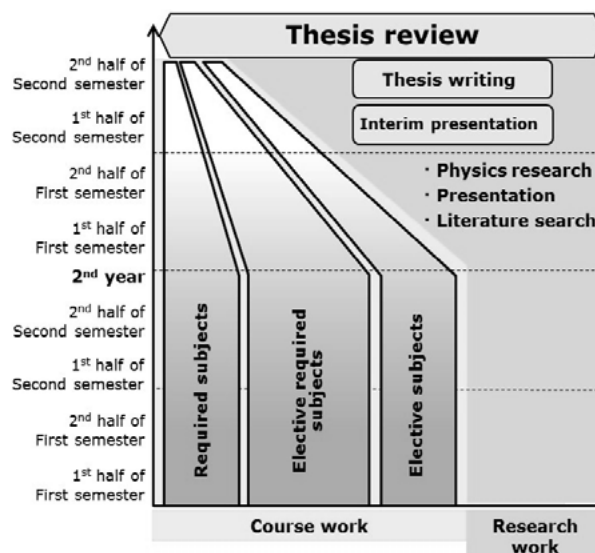 Thesis review
2nd half of
Second semester
Thesis writing
1st half of
Second semester
Interim presentation
2nd half of
First semester
· Physics research
· Presentation
· Literature search
1st half of
First semester
2nd year
2nd half of
Second semester
1st half of
Second semester
2nd half of
First semester
1st half of
First semester
Required subjects
Elective required
subjects
Elective subjects
Course work
Research
work